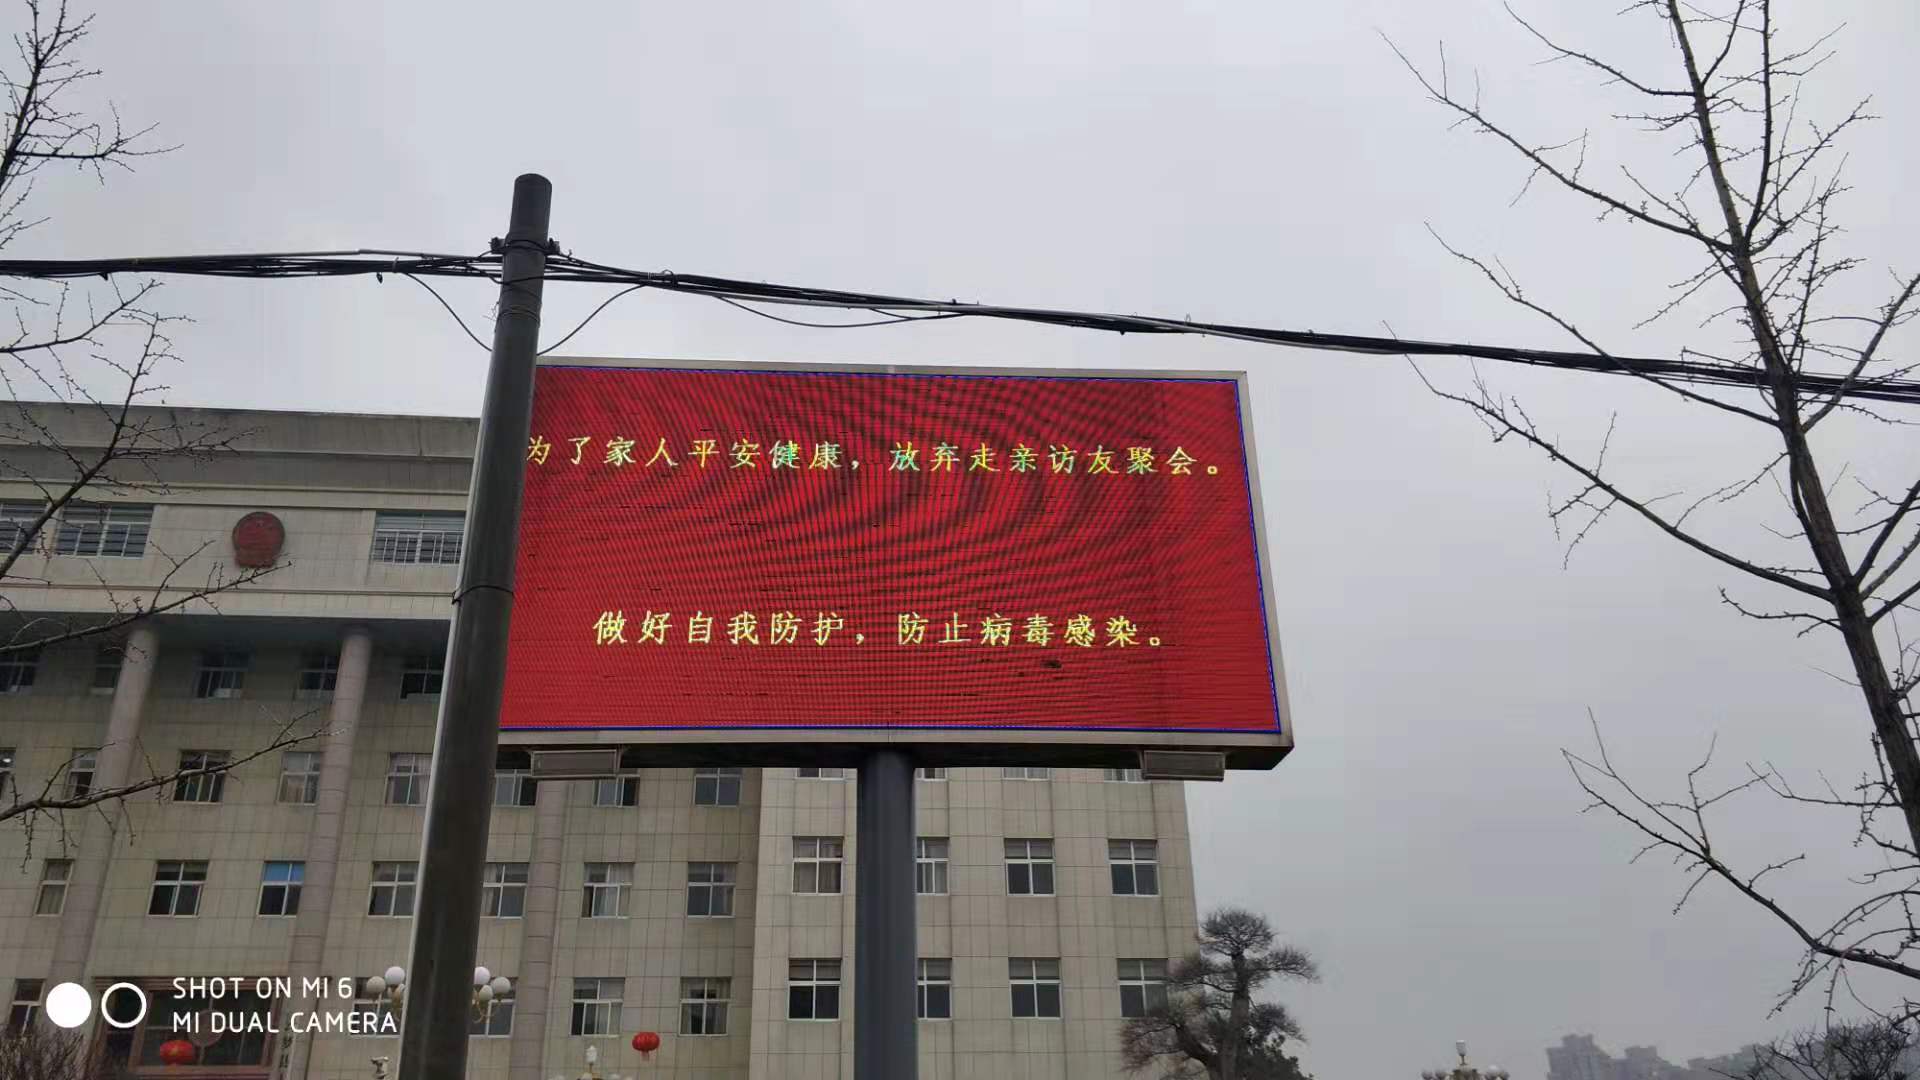 为了家人平安健康，放弃走亲访友聚会。
做好自我防护，防止病毒感染。
SHOT ON MI 6
MI DUAL CAMERA